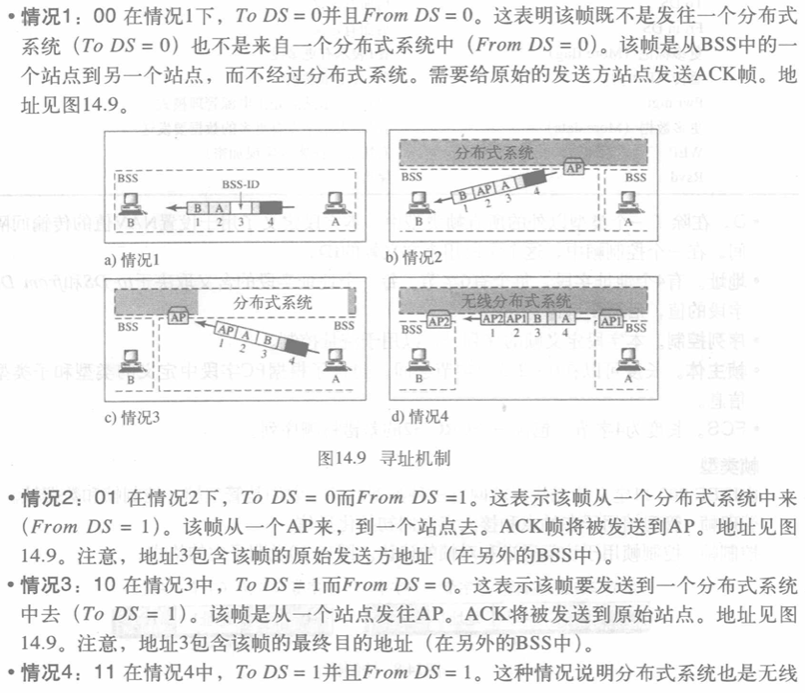 • 情况1：00 在情况1下，To DS = 0并且From DS = 0。这表明该帧既不是发往一个分布式
系统（To DS = 0）也不是来自一个分布式系统中（From DS = 0）。该帧是从BSS中的一
个站点到另一个站点，而不经过分布式系统。需要给原始的发送方站点发送ACK帧。地
址见图14.9。
BSS
BSS-ID
B A
1 2 3 4
B
A
a) 情况1
分布式系统
BSS
AP
BSS
B AP A
1 2 3 4
B
A
b) 情况2
分布式系统
AP
BSS
BSS
AP A B
1 2 3 4
B
A
c) 情况3
无线分布式系统
BSS
AP2
AP2 AP1 B A
AP1
BSS
1 2 3 4
B
A
d) 情况4
图14.9 寻址机制
• 情况2：01 在情况2下，To DS = 0而From DS =1。这表示该帧从一个分布式系统中来
（From DS = 1）。该帧从一个AP来，到一个站点去。ACK帧将被发送到AP。地址见图
14.9。注意，地址3包含该帧的原始发送方地址（在另外的BSS中）。
• 情况3：10 在情况3中，To DS = 1而From DS = 0。这表示该帧要发送到一个分布式系统
中去（To DS = 1）。该帧是从一个站点发往AP。ACK将被发送到原始站点。地址见图
14.9。注意，地址3包含该帧的最终目的地址（在另外的BSS中）。
• 情况4：11 在情况4中，To DS = 1并且From DS = 1。这种情况说明分布式系统也是无线